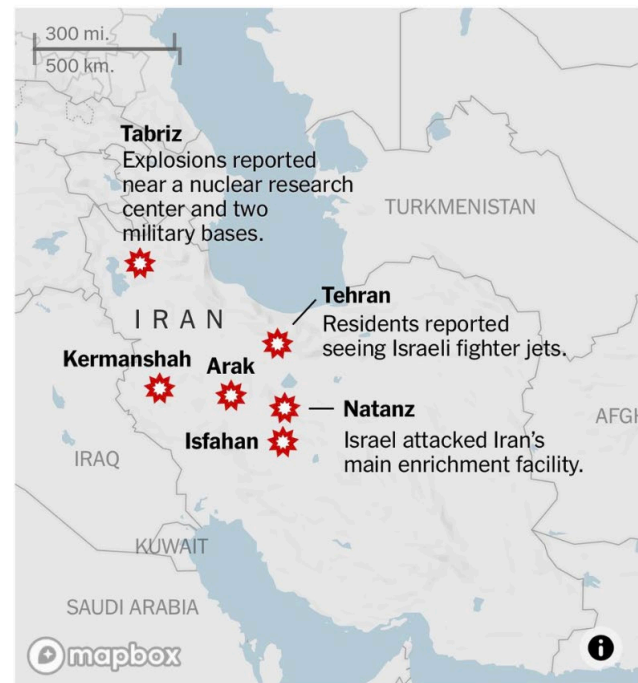 300 mi.
500 km.
Tabriz
Explosions reported
near a nuclear research
center and two
military bases.
TURKMENISTAN
IRAN
Tehran
Residents reported
seeing Israeli fighter jets.
Kermanshah
Arak
Natanz
Israel attacked Iran’s
main enrichment facility.
Isfahan
AFGH
IRAQ
KUWAIT
SAUDI ARABIA
mapbox
i